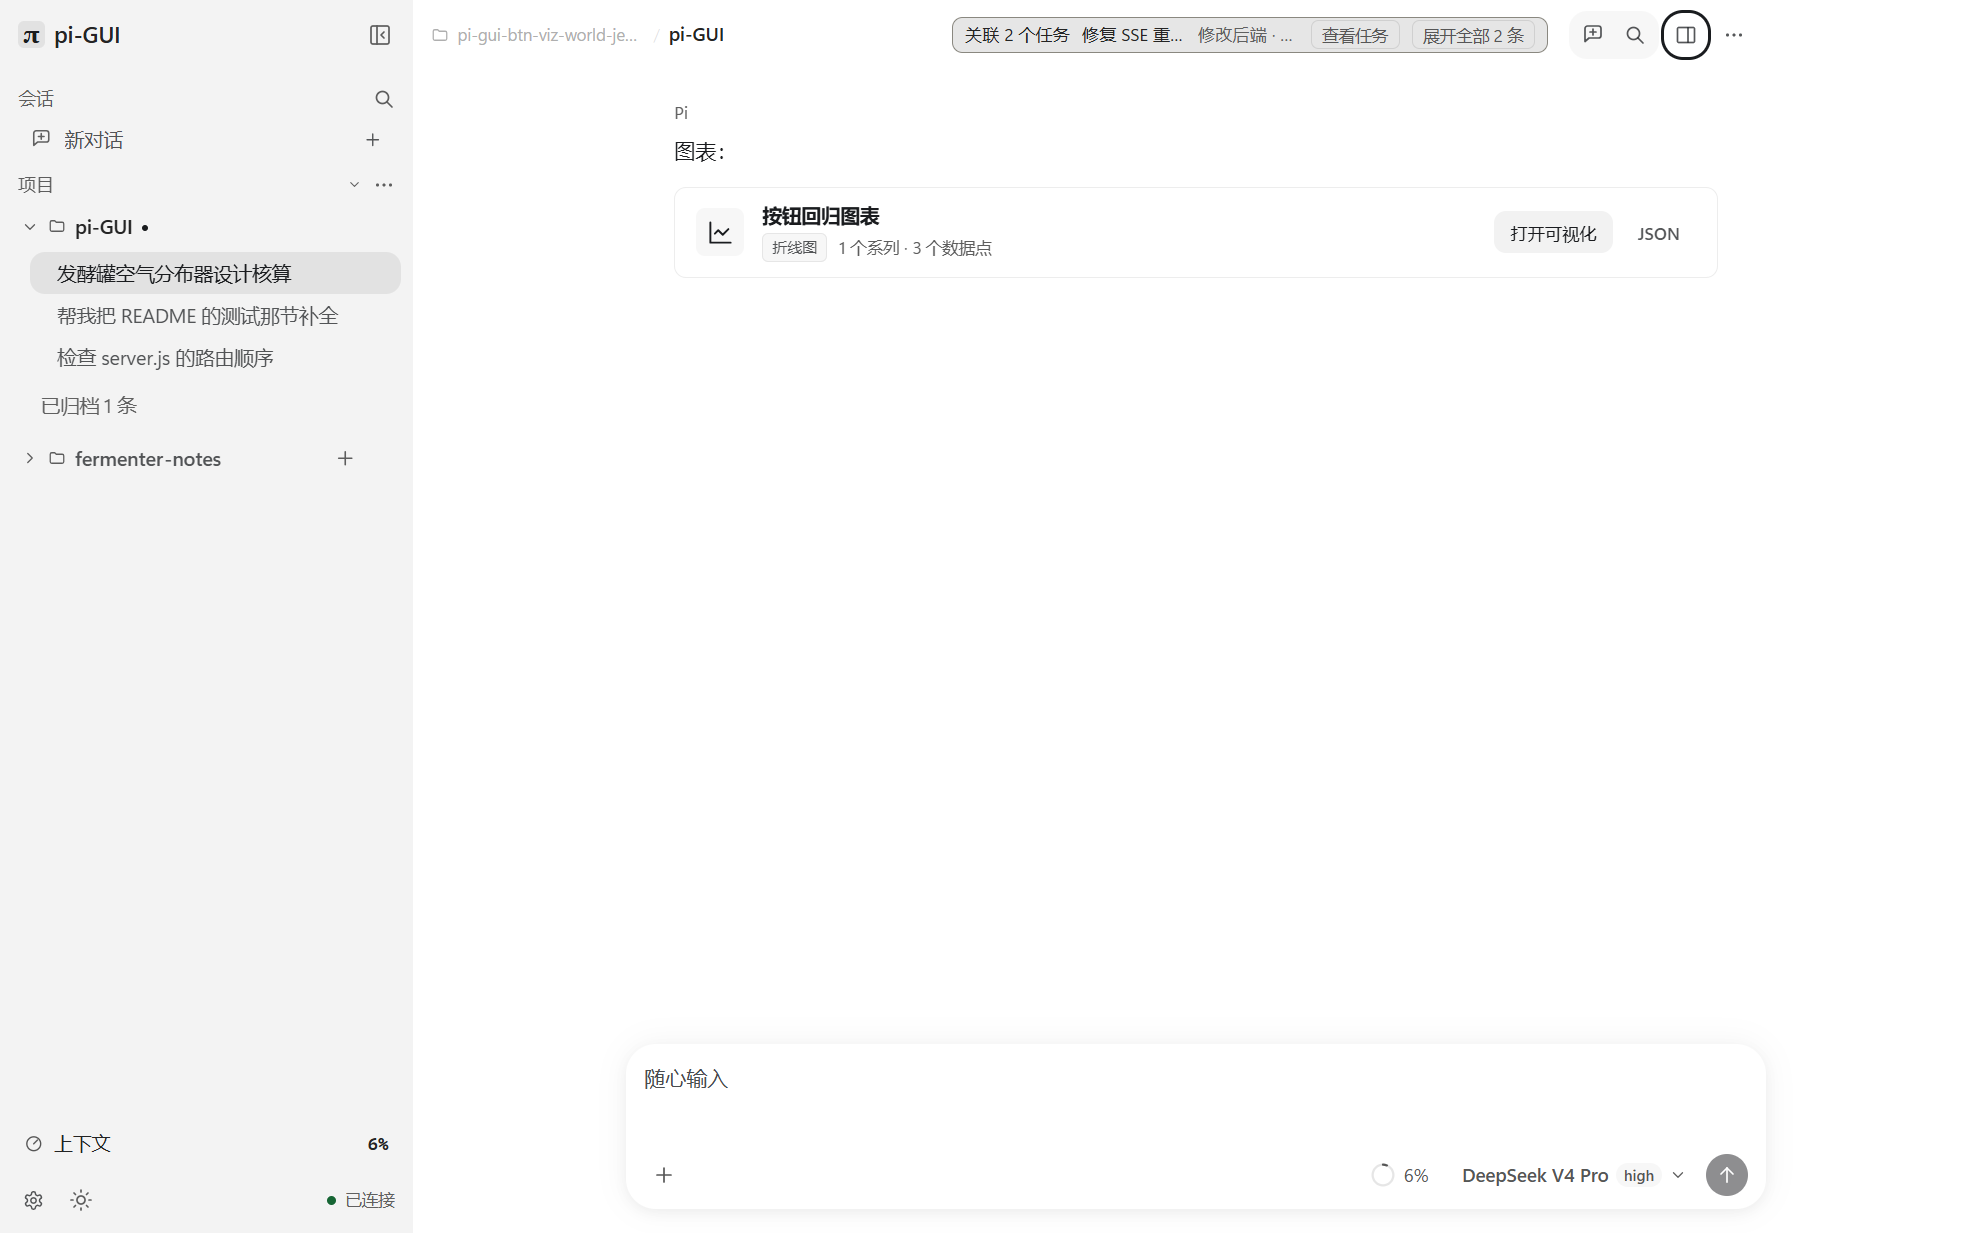 π pi-GUI
会话
新对话
项目
pi-GUI
发酵罐空气分布器设计核算
帮我把 README 的测试那节补全
检查 server.js 的路由顺序
已归档 1 条
fermenter-notes
上下文 6%
已连接
pi-gui-btn-viz-world-je... / pi-GUI
关联 2 个任务 修复 SSE 重... 修改后端 · ... 查看任务 展开全部 2 条
Pi
图表：
按钮回归图表
折线图 1 个系列 · 3 个数据点
打开可视化 JSON
随心输入
6% DeepSeek V4 Pro high